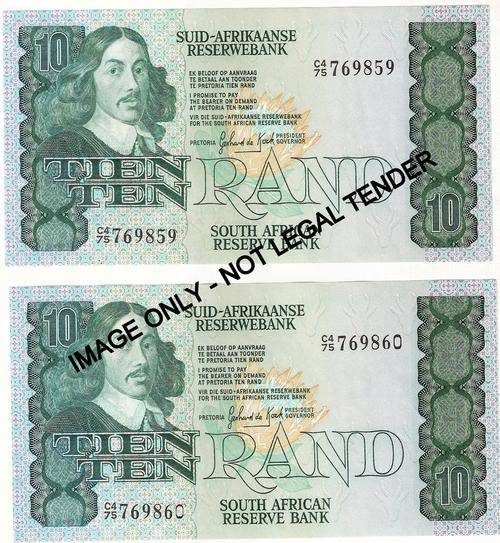 10
SUID-AFRIKAANSE
RESERWEBANK
C4/75 769859
EK BELOOF OP AANVRAAG
TE BETAAL AAN TOONDER
TE PRETORIA TIEN RAND
I PROMISE TO PAY
THE BEARER ON DEMAND
AT PRETORIA TEN RAND
VIR DIE SUID-AFRIKAANSE RESERWEBANK
FOR THE SOUTH AFRICAN RESERVE BANK
PRETORIA Gerhard de Kock PRESIDENT
GOVERNOR
TIEN
TEN RAND
10
C4/75 769859
SOUTH AFRICAN
RESERVE BANK
IMAGE ONLY - NOT LEGAL TENDER
10
SUID-AFRIKAANSE
RESERWEBANK
C4/75 769860
EK BELOOF OP AANVRAAG
TE BETAAL AAN TOONDER
TE PRETORIA TIEN RAND
I PROMISE TO PAY
THE BEARER ON DEMAND
AT PRETORIA TEN RAND
VIR DIE SUID-AFRIKAANSE RESERWEBANK
FOR THE SOUTH AFRICAN RESERVE BANK
PRETORIA Gerhard de Kock PRESIDENT
GOVERNOR
TIEN
TEN RAND
10
C4/75 769860
SOUTH AFRICAN
RESERVE BANK